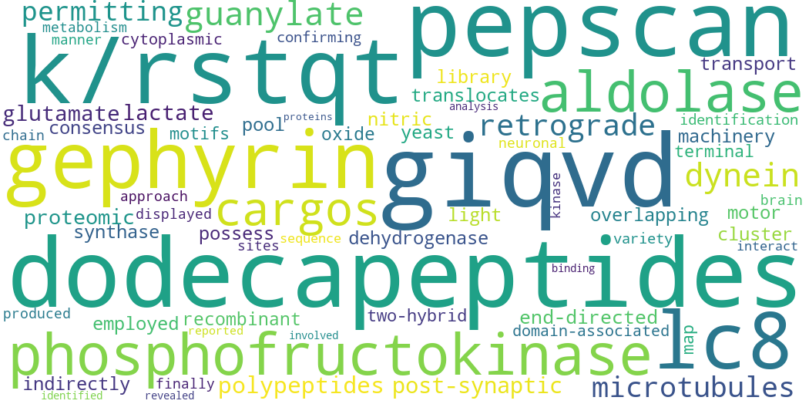 permitting guanylate pepscan
metabolism
manner cytoplasmic confirming
k/rstqt library transport
translocates aldolase
analysis
glutamate lactate nitric retrograde identification
chain consensus motifs pool proteins oxide yeast machinery
neuronal terminal
gephyrin giqvd dynein
approach kinase brain
proteomic displayed cargos light overlapping motor
synthase possess dehydrogenase variety cluster
sites sequence interact
dodecapeptides binding
produced two-hybrid end-directed lc8
employed recombinant domain-associated map
reported involved
phosphofructokinase
indirectly finally polypeptides post-synaptic microtubules
identified revealed